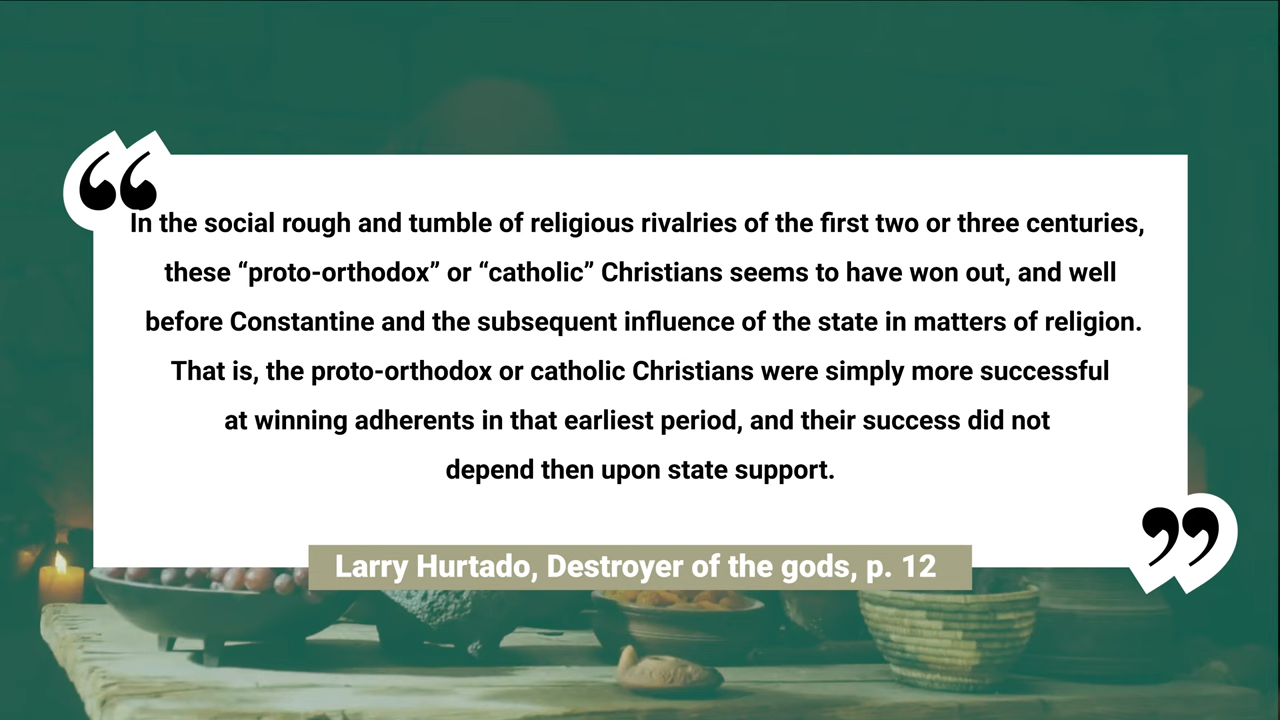 In the social rough and tumble of religious rivalries of the first two or three centuries,
these “proto-orthodox” or “catholic” Christians seems to have won out, and well
before Constantine and the subsequent influence of the state in matters of religion.
That is, the proto-orthodox or catholic Christians were simply more successful
at winning adherents in that earliest period, and their success did not
depend then upon state support.
Larry Hurtado, Destroyer of the gods, p. 12